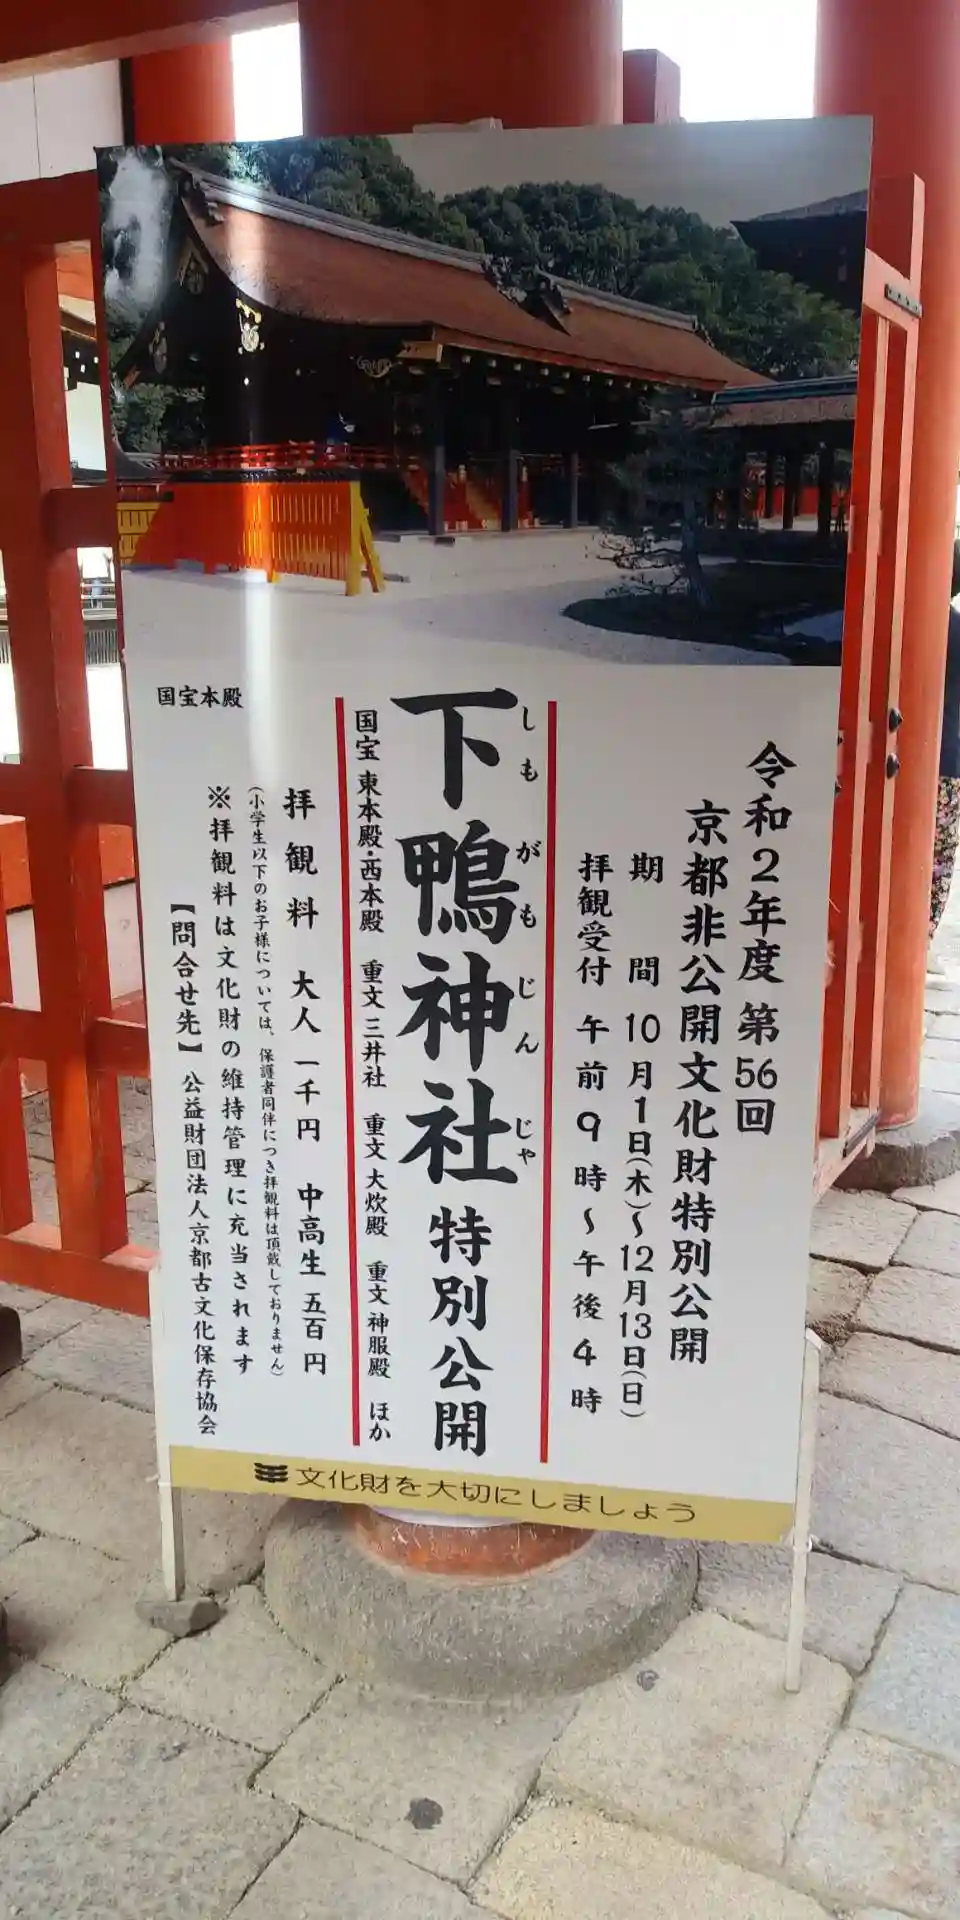 令和2年度 第56回
京都非公開文化財特別公開
期間 10月1日(木)～12月13日(日)
拝観受付 午前9時～午後4時
下鴨神社 特別公開
しも がも じん じゃ
国宝 東本殿・西本殿 重文 三井社 重文 大炊殿 重文 神服殿 ほか
拝観料 大人 一千円 中高生 五百円
(小学生以下のお子様については、保護者同伴につき拝観料は頂戴しておりません)
※拝観料は文化財の維持管理に充当されます
【問合せ先】 公益財団法人京都古文化保存協会
国宝本殿
文化財を大切にしましょう